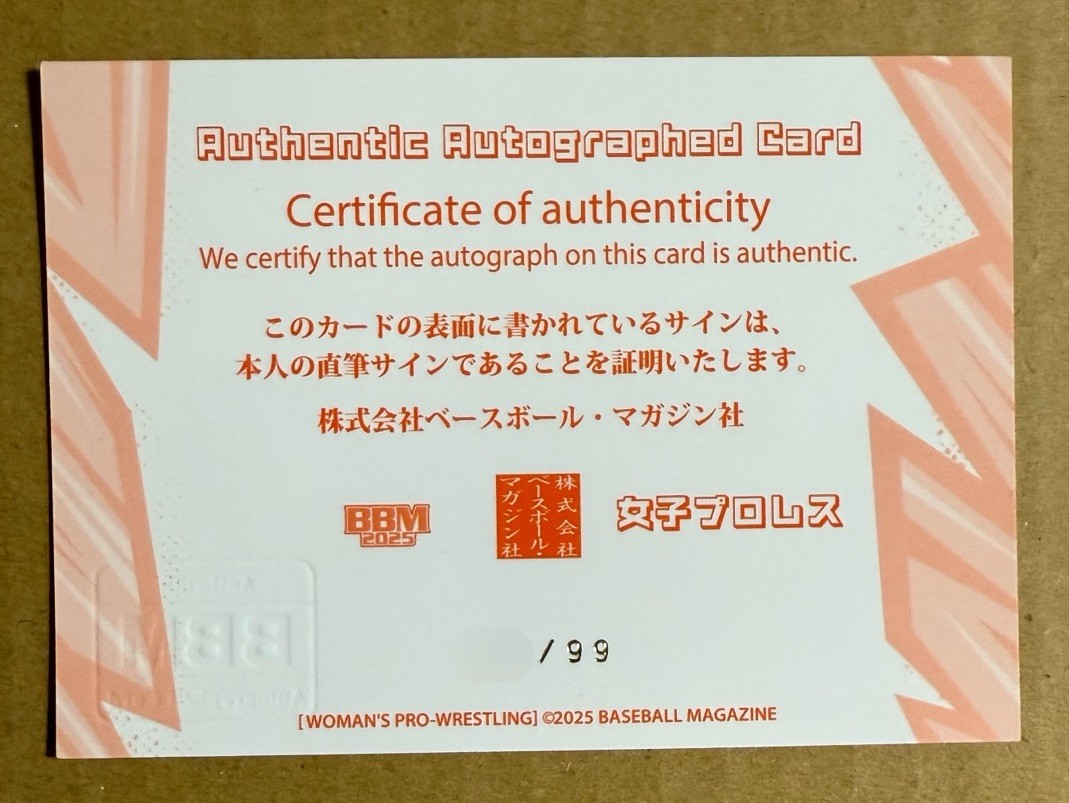 Authentic Autographed Card
Certificate of authenticity
We certify that the autograph on this card is authentic.
このカードの表面に書かれているサインは、
本人の直筆サインであることを証明いたします。
株式会社ベースボール・マガジン社
BBM
2025
株式会社
ベースボール・
マガジン社
女子プロレス
/99
BBM
[WOMAN'S PRO-WRESTLING] ©2025 BASEBALL MAGAZINE